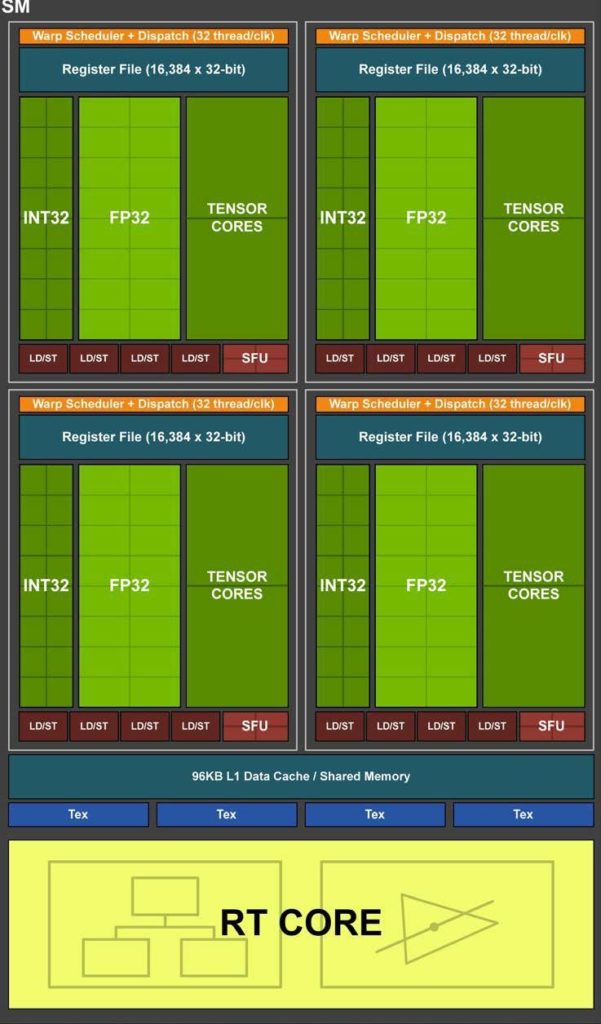 SM
Warp Scheduler + Dispatch (32 thread/clk)
Register File (16,384 x 32-bit)
INT32
FP32
TENSOR
CORES
LD/ST
LD/ST
LD/ST
LD/ST
SFU
Warp Scheduler + Dispatch (32 thread/clk)
Register File (16,384 x 32-bit)
INT32
FP32
TENSOR
CORES
LD/ST
LD/ST
LD/ST
LD/ST
SFU
Warp Scheduler + Dispatch (32 thread/clk)
Register File (16,384 x 32-bit)
INT32
FP32
TENSOR
CORES
LD/ST
LD/ST
LD/ST
LD/ST
SFU
Warp Scheduler + Dispatch (32 thread/clk)
Register File (16,384 x 32-bit)
INT32
FP32
TENSOR
CORES
LD/ST
LD/ST
LD/ST
LD/ST
SFU
96KB L1 Data Cache / Shared Memory
Tex
Tex
Tex
Tex
RT CORE